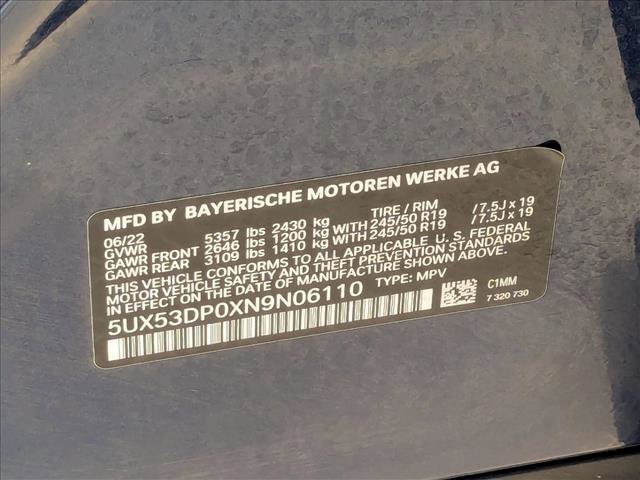 MFD BY BAYERISCHE MOTOREN WERKE AG
06/22 TIRE / RIM
GVWR 5357 lbs 2430 kg
GAWR FRONT 2646 lbs 1200 kg WITH 245/50 R19 /7.5J x 19
GAWR REAR 3109 lbs 1410 kg WITH 245/50 R19 /7.5J x 19
THIS VEHICLE CONFORMS TO ALL APPLICABLE U. S. FEDERAL
MOTOR VEHICLE SAFETY AND THEFT PREVENTION STANDARDS
IN EFFECT ON THE DATE OF MANUFACTURE SHOWN ABOVE.
5UX53DP0XN9N06110 TYPE: MPV
C1MM
7 320 730